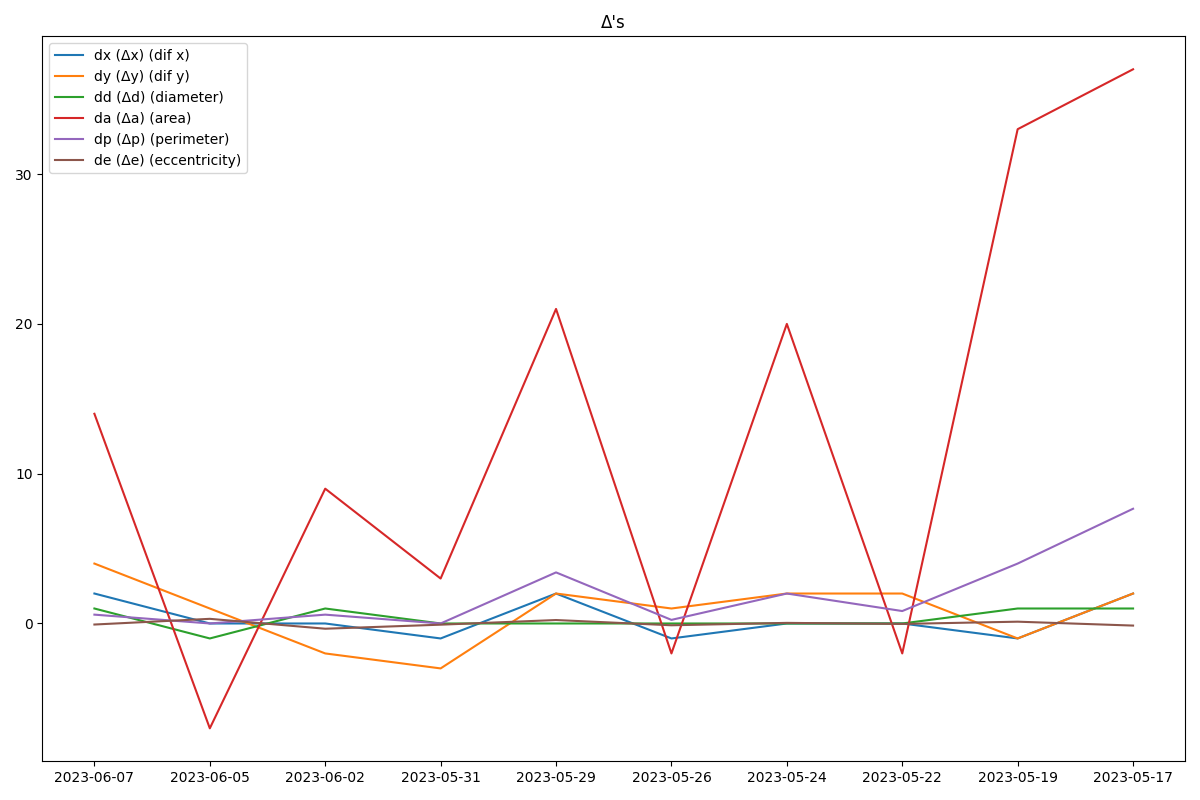 Δ's
dx (Δx) (dif x)
dy (Δy) (dif y)
dd (Δd) (diameter)
da (Δa) (area)
dp (Δp) (perimeter)
de (Δe) (eccentricity)
30
20
10
0
2023-06-07 2023-06-05 2023-06-02 2023-05-31 2023-05-29 2023-05-26 2023-05-24 2023-05-22 2023-05-19 2023-05-17